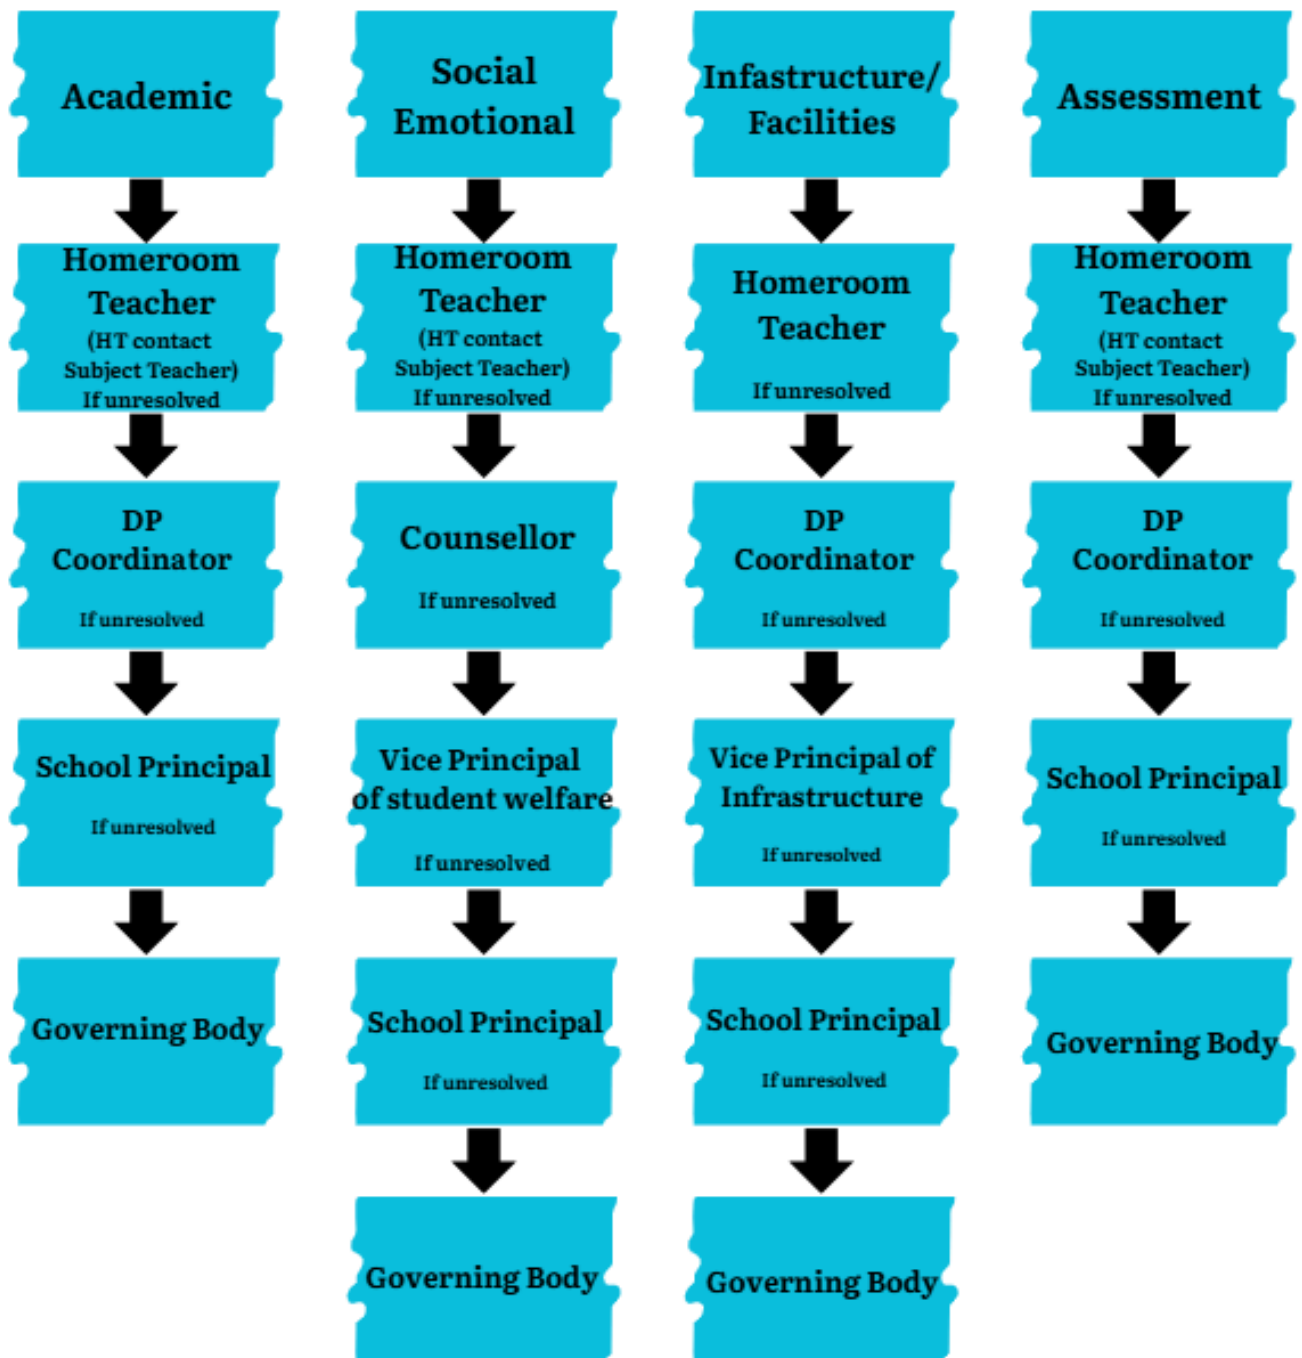 Academic
Homeroom
Teacher
(HT contact
Subject Teacher)
If unresolved
DP
Coordinator
If unresolved
School Principal
If unresolved
Governing Body
Social
Emotional
Homeroom
Teacher
(HT contact
Subject Teacher)
If unresolved
Counsellor
If unresolved
Vice Principal
of student welfare
If unresolved
School Principal
If unresolved
Governing Body
Infastructure/
Facilities
Homeroom
Teacher
If unresolved
DP
Coordinator
If unresolved
Vice Principal of
Infrastructure
If unresolved
School Principal
If unresolved
Governing Body
Assessment
Homeroom
Teacher
(HT contact
Subject Teacher)
If unresolved
DP
Coordinator
If unresolved
School Principal
If unresolved
Governing Body